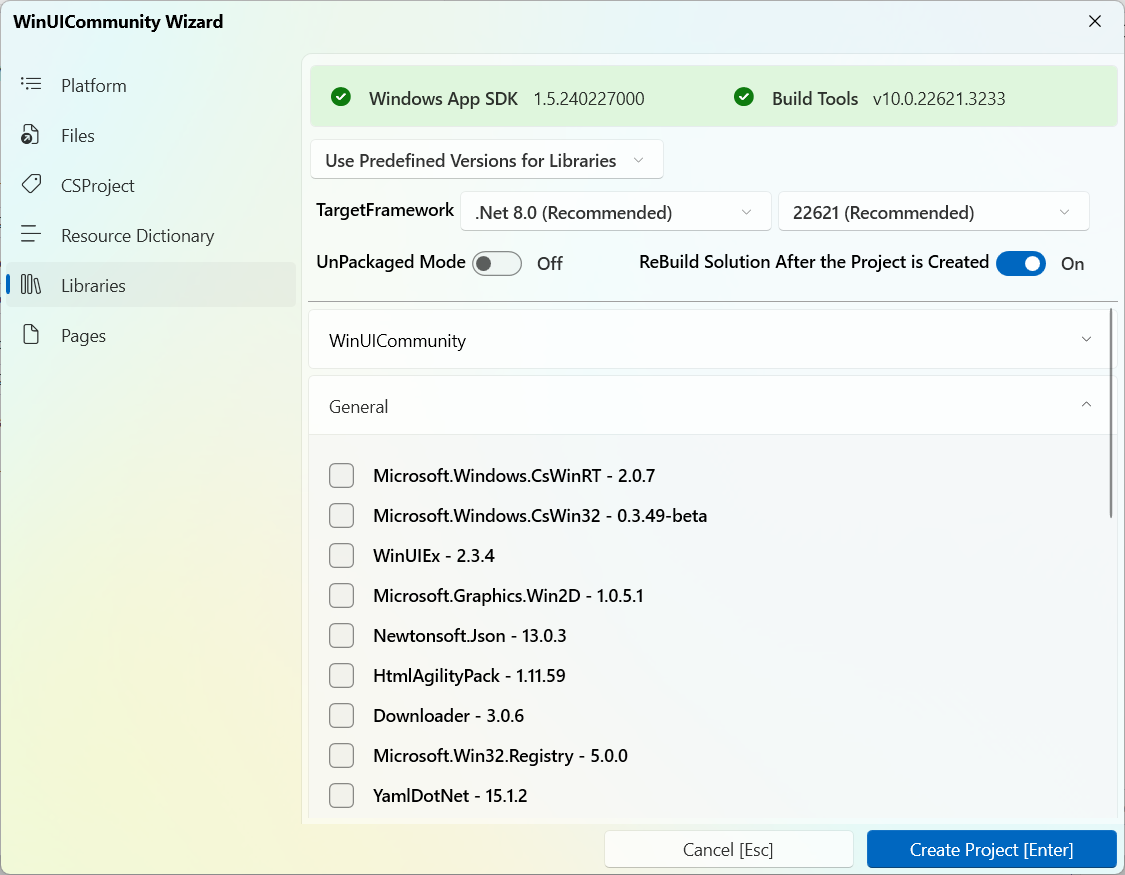 WinUICommunity Wizard
Platform
Files
CSProject
Resource Dictionary
Libraries
Pages
Windows App SDK 1.5.240227000 Build Tools v10.0.22621.3233
Use Predefined Versions for Libraries
TargetFramework .Net 8.0 (Recommended) 22621 (Recommended)
UnPackaged Mode Off ReBuild Solution After the Project is Created On
WinUICommunity
General
Microsoft.Windows.CsWinRT - 2.0.7
Microsoft.Windows.CsWin32 - 0.3.49-beta
WinUIEx - 2.3.4
Microsoft.Graphics.Win2D - 1.0.5.1
Newtonsoft.Json - 13.0.3
HtmlAgilityPack - 1.11.59
Downloader - 3.0.6
Microsoft.Win32.Registry - 5.0.0
YamlDotNet - 15.1.2
Cancel [Esc] Create Project [Enter]